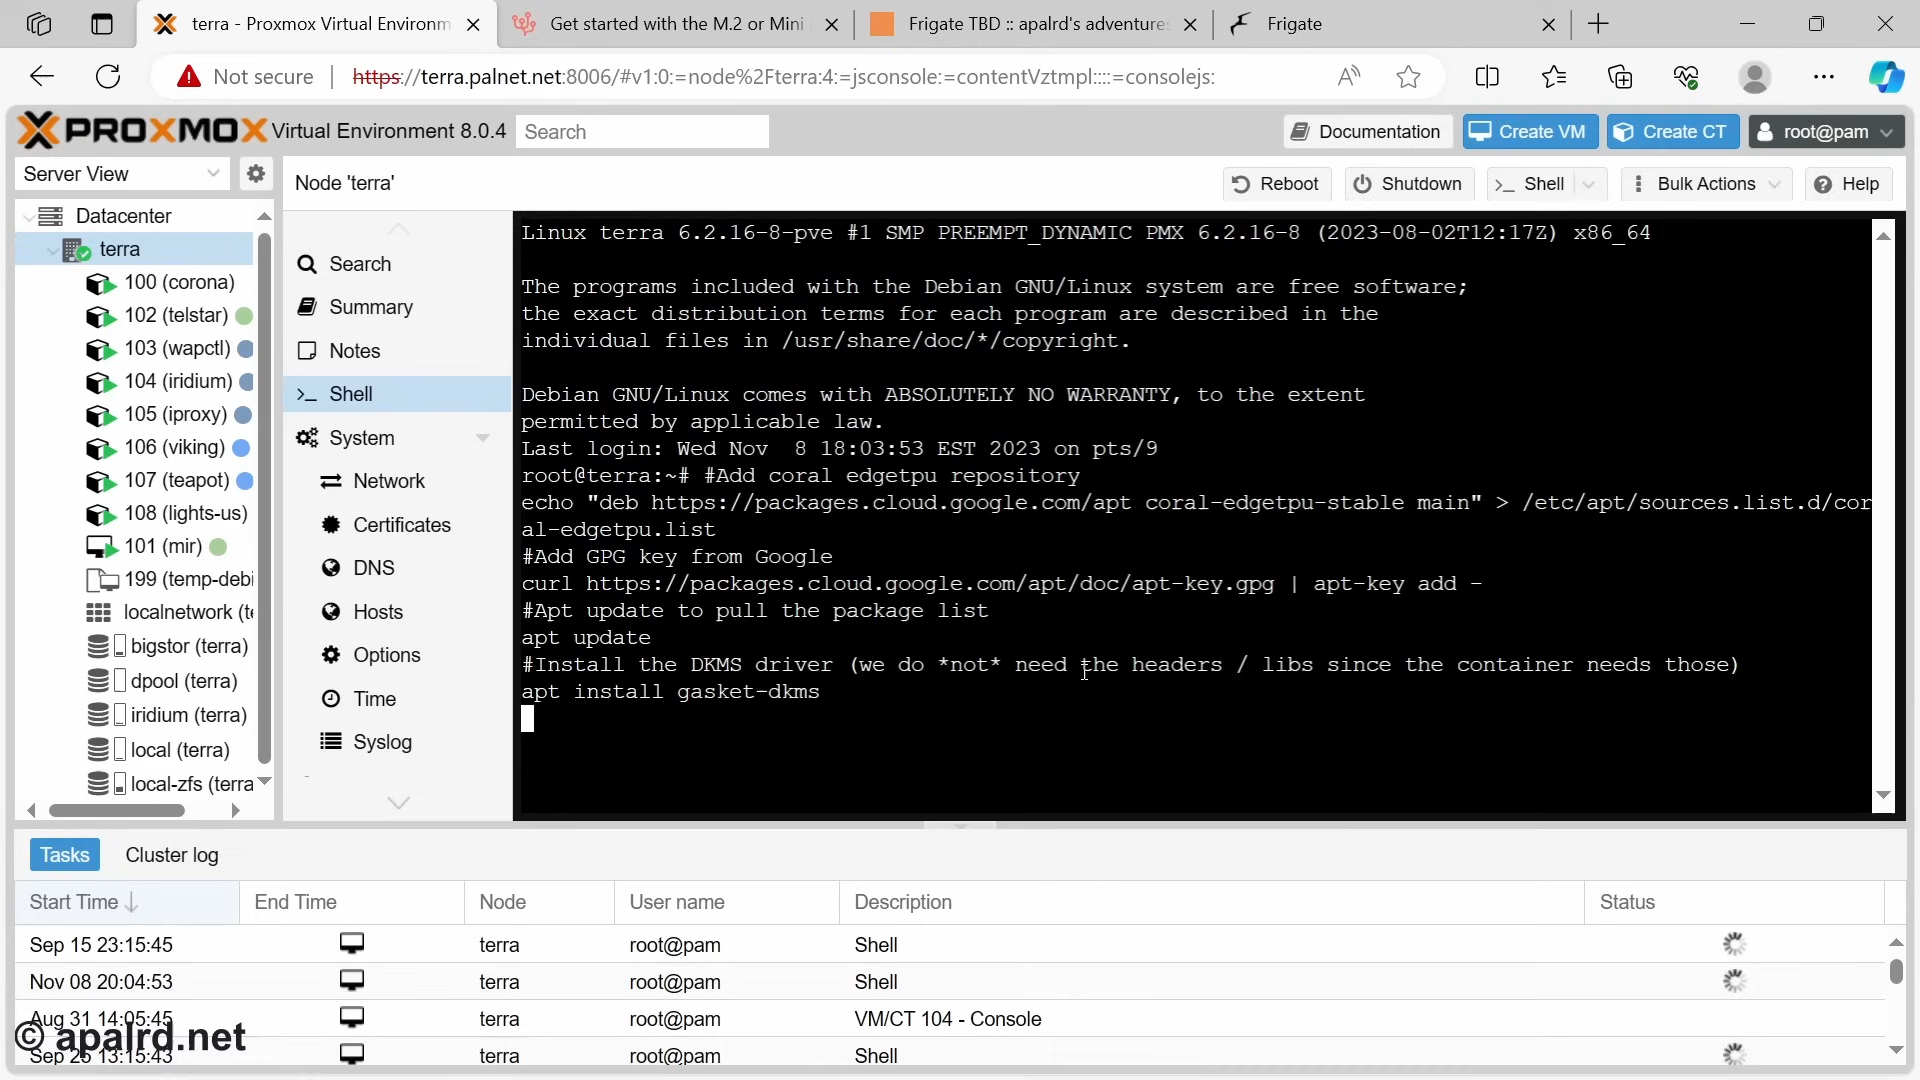 terra - Proxmox Virtual Environm
Get started with the M.2 or Mini
Frigate TBD :: apalrd's adventures
Frigate
Not secure
https://terra.palnet.net:8006/#v1:0:=node%2Fterra:4:=jsconsole:=contentVztmpl::::=consolejs:
PROXMOX Virtual Environment 8.0.4
Search
Documentation
Create VM
Create CT
root@pam
Server View
Node 'terra'
Reboot
Shutdown
>_ Shell
Bulk Actions
Help
Datacenter
terra
100 (corona)
102 (telstar)
103 (wapctl)
104 (iridium)
105 (iproxy)
106 (viking)
107 (teapot)
108 (lights-us)
101 (mir)
199 (temp-debi
localnetwork (te
bigstor (terra)
dpool (terra)
iridium (terra)
local (terra)
local-zfs (terra
Search
Summary
Notes
>_ Shell
System
Network
Certificates
DNS
Hosts
Options
Time
Syslog
Linux terra 6.2.16-8-pve #1 SMP PREEMPT_DYNAMIC PMX 6.2.16-8 (2023-08-02T12:17Z) x86_64
The programs included with the Debian GNU/Linux system are free software;
the exact distribution terms for each program are described in the
individual files in /usr/share/doc/*/copyright.
Debian GNU/Linux comes with ABSOLUTELY NO WARRANTY, to the extent
permitted by applicable law.
Last login: Wed Nov  8 18:03:53 EST 2023 on pts/9
root@terra:~# #Add coral edgetpu repository
echo "deb https://packages.cloud.google.com/apt coral-edgetpu-stable main" > /etc/apt/sources.list.d/cor
al-edgetpu.list
#Add GPG key from Google
curl https://packages.cloud.google.com/apt/doc/apt-key.gpg | apt-key add -
#Apt update to pull the package list
apt update
#Install the DKMS driver (we do *not* need the headers / libs since the container needs those)
apt install gasket-dkms
Tasks
Cluster log
Start Time
End Time
Node
User name
Description
Status
Sep 15 23:15:45 terra root@pam Shell
Nov 08 20:04:53 terra root@pam Shell
Aug 31 14:05:45 terra root@pam VM/CT 104 - Console
Sep 25 13:15:43 terra root@pam Shell
© apalrd.net